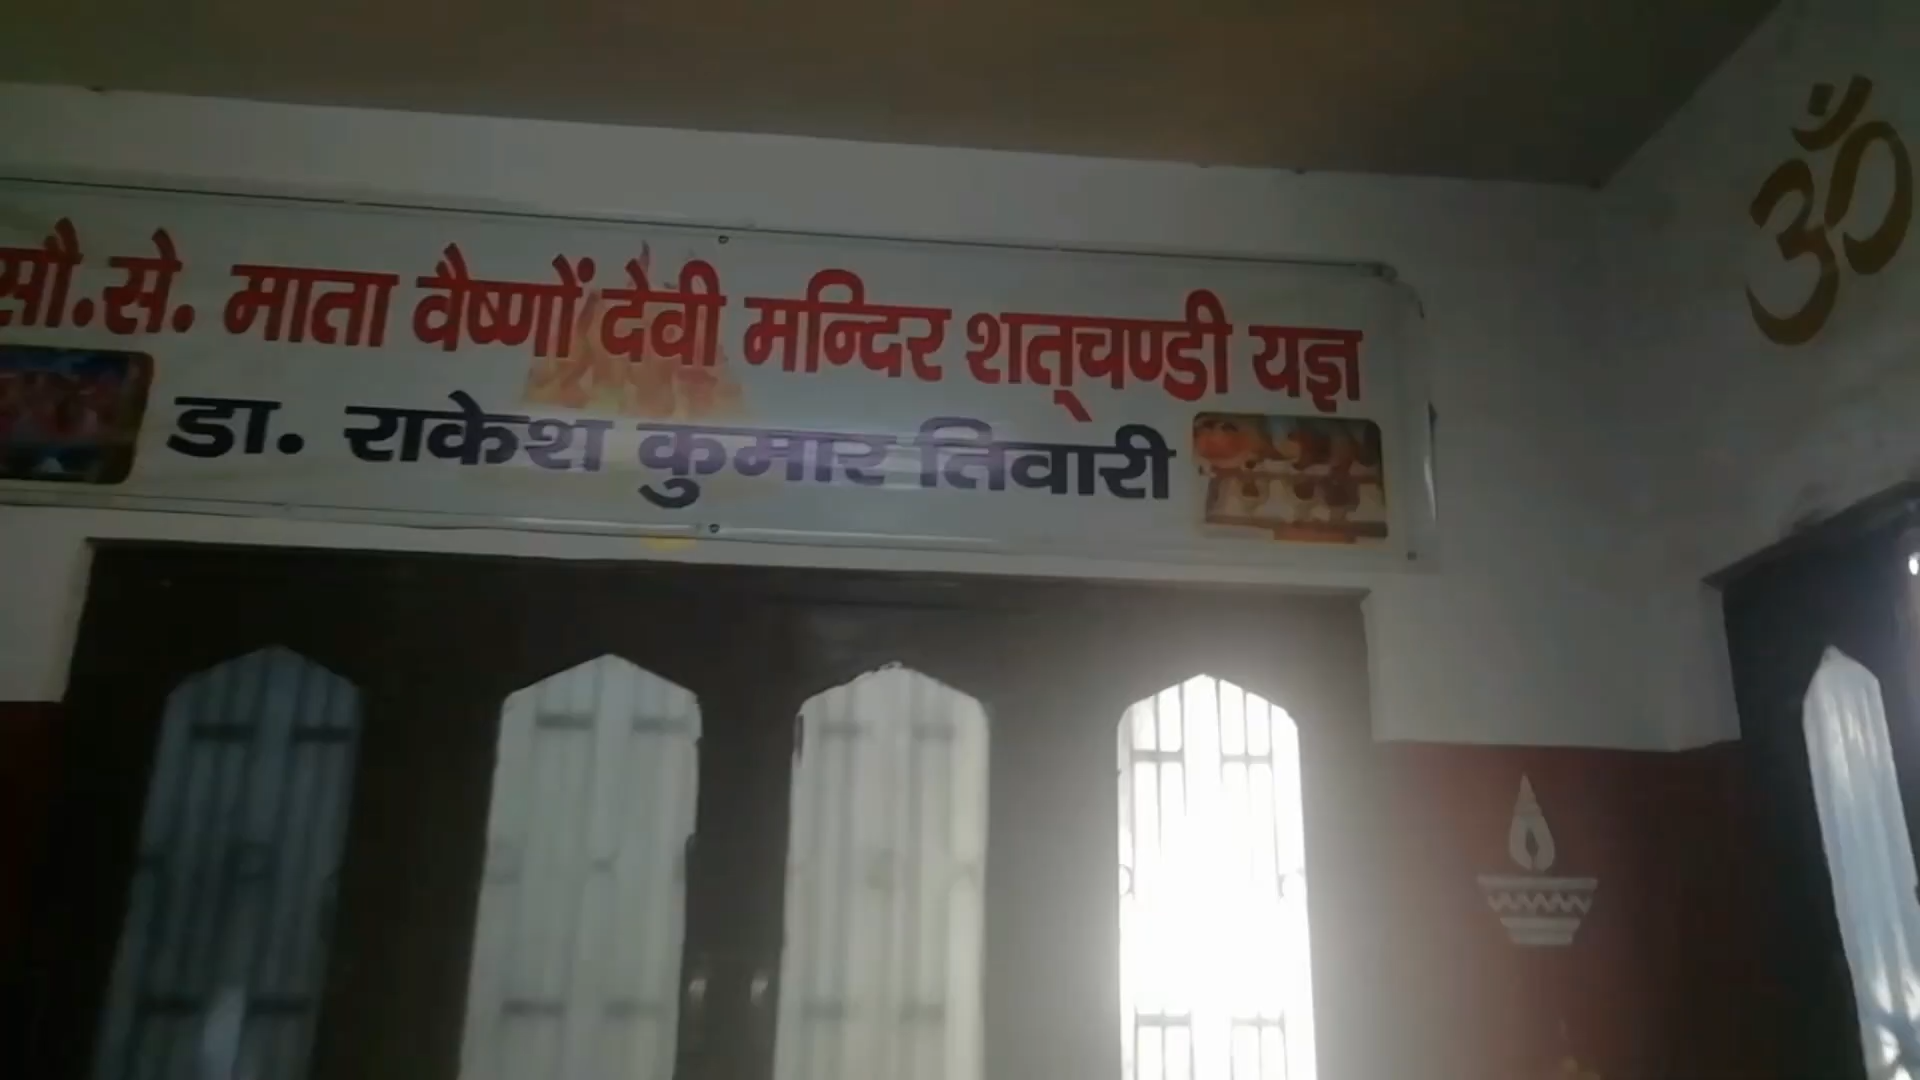 सौ.से. माता वैष्णों देवी मन्दिर शत्चण्डी यज्ञ
डा. राकेश कुमार तिवारी
ॐ